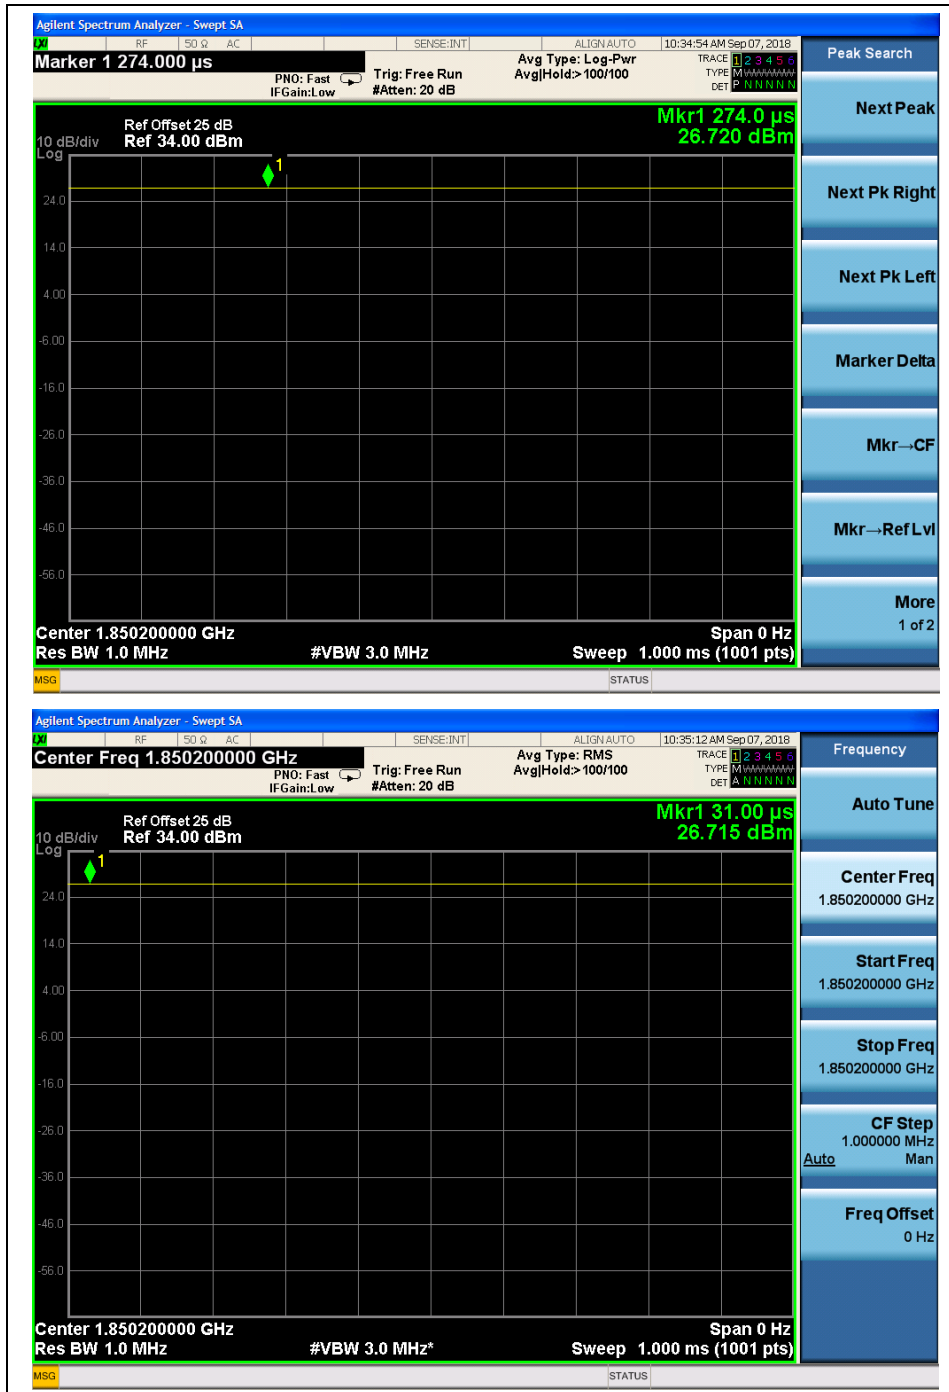 Agilent Spectrum Analyzer - Swept SA
LXI RF 50 Ω AC SENSE:INT ALIGN AUTO 10:34:54 AM Sep 07, 2018
Marker 1 274.000 µs
PNO: Fast
IFGain:Low
Trig: Free Run
#Atten: 20 dB
Avg Type: Log-Pwr
Avg|Hold:>100/100
TRACE 1 2 3 4 5 6
TYPE M
DET P N N N N N
Mkr1 274.0 µs
26.720 dBm
Ref Offset 25 dB
10 dB/div Ref 34.00 dBm
Log
1
24.0
14.0
4.00
-6.00
-16.0
-26.0
-36.0
-46.0
-56.0
Center 1.850200000 GHz Span 0 Hz
Res BW 1.0 MHz #VBW 3.0 MHz Sweep 1.000 ms (1001 pts)
MSG STATUS
Peak Search
Next Peak
Next Pk Right
Next Pk Left
Marker Delta
Mkr→CF
Mkr→Ref Lvl
More
1 of 2
Agilent Spectrum Analyzer - Swept SA
LXI RF 50 Ω AC SENSE:INT ALIGN AUTO 10:35:12 AM Sep 07, 2018
Center Freq 1.850200000 GHz
PNO: Fast
IFGain:Low
Trig: Free Run
#Atten: 20 dB
Avg Type: RMS
Avg|Hold:>100/100
TRACE 1 2 3 4 5 6
TYPE M
DET A N N N N N
Mkr1 31.00 µs
26.715 dBm
Ref Offset 25 dB
10 dB/div Ref 34.00 dBm
Log
1
24.0
14.0
4.00
-6.00
-16.0
-26.0
-36.0
-46.0
-56.0
Center 1.850200000 GHz Span 0 Hz
Res BW 1.0 MHz #VBW 3.0 MHz* Sweep 1.000 ms (1001 pts)
MSG STATUS
Frequency
Auto Tune
Center Freq
1.850200000 GHz
Start Freq
1.850200000 GHz
Stop Freq
1.850200000 GHz
CF Step
1.000000 MHz
Auto Man
Freq Offset
0 Hz